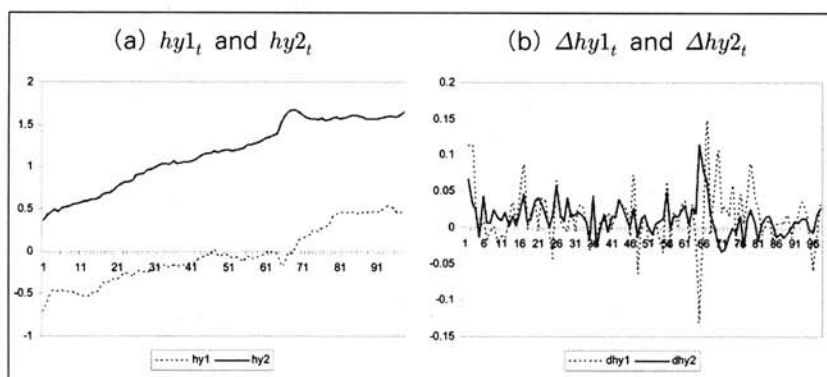 (a) hy1ₜ and hy2ₜ
2
1.5
1
0.5
0
-0.5
-1
1 11 21 31 41 51 61 71 81 91
hy1 hy2
(b) Δhy1ₜ and Δhy2ₜ
0.2
0.15
0.1
0.05
0
-0.05
-0.1
-0.15
1 6 11 16 21 26 31 36 41 46 51 56 61 66 71 76 81 86 91 96
dhy1 dhy2